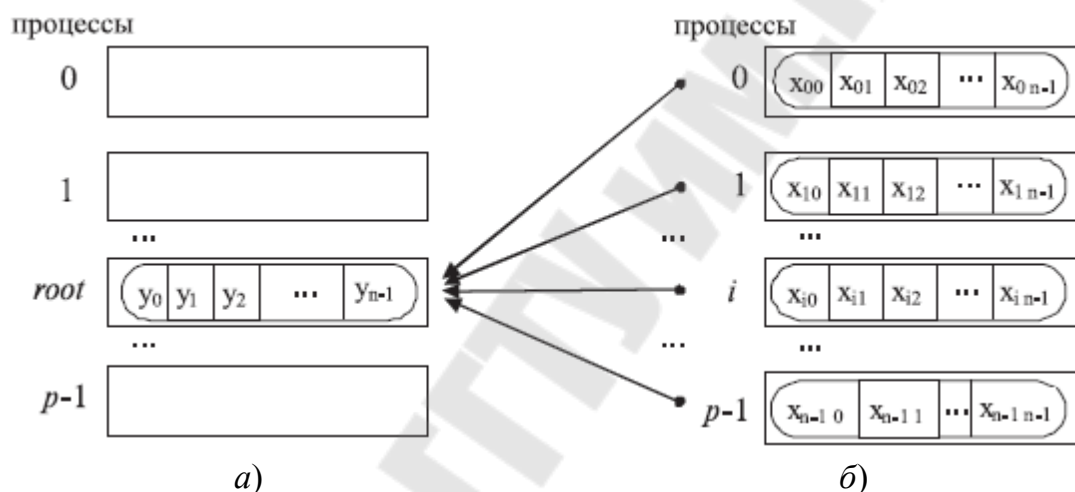 процессы процессы
0 0 x00 x01 x02 ... x0 n-1
1 1 x10 x11 x12 ... x1 n-1
... ... ...
root y0 y1 y2 ... yn-1 i xi0 xi1 xi2 ... xi n-1
... ... ...
p-1 p-1 xn-1 0 xn-1 1 ... xn-1 n-1
а) б)